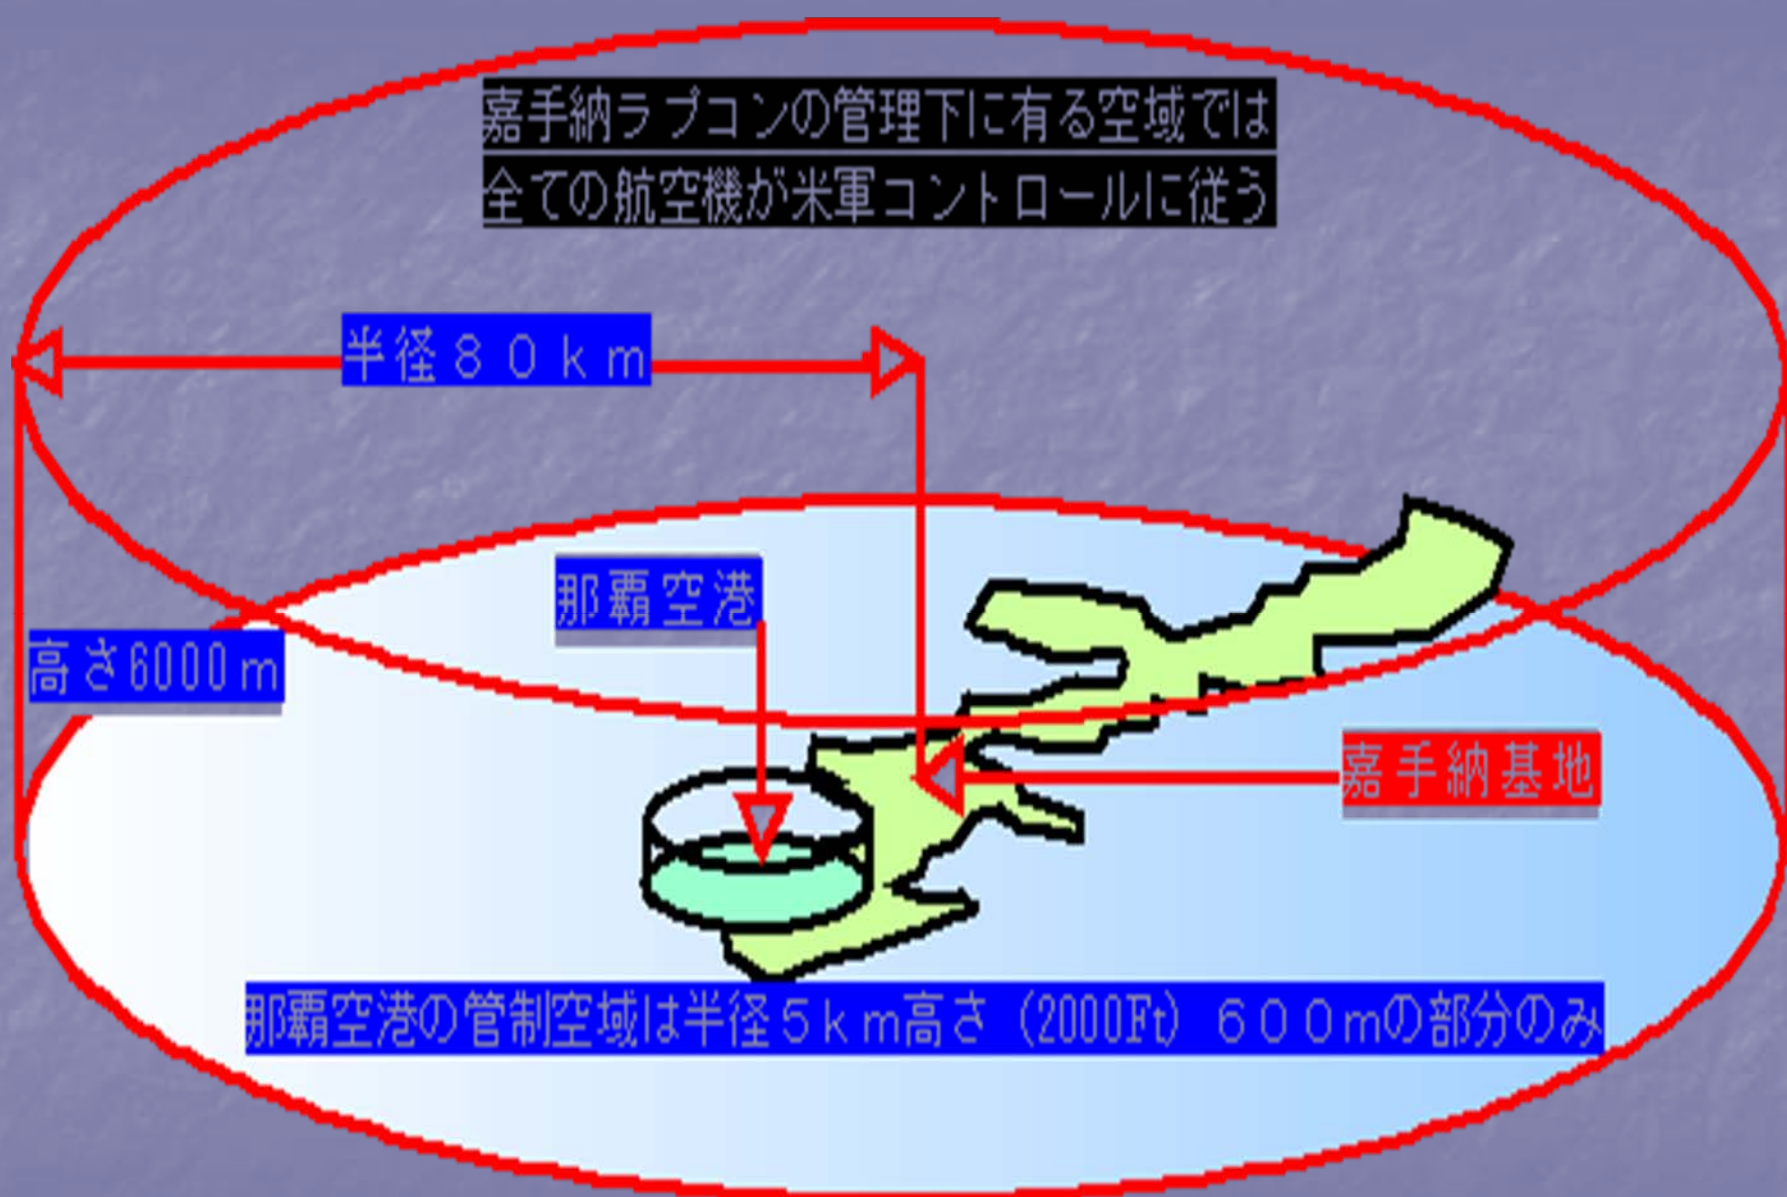 嘉手納ラプコンの管理下に有る空域では
全ての航空機が米軍コントロールに従う
半径８０ｋｍ
那覇空港
高さ6000ｍ
嘉手納基地
那覇空港の管制空域は半径５ｋｍ高さ（2000Ft）６００ｍの部分のみ